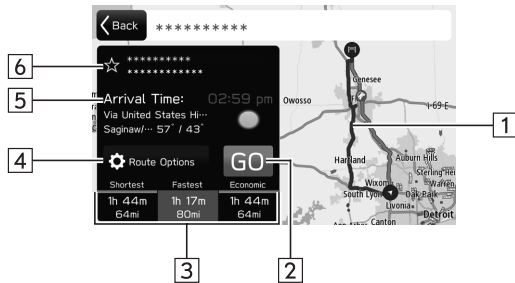 Back
**********
6
☆ **********
************
5
Arrival Time: 02:59 pm
Via United States Hi···
Saginaw/··· 57° / 43°
4
Route Options
GO
Shortest Fastest Economic
1h 44m 1h 17m 1h 44m
64mi 80mi 64mi
3
2
1
Genesee
Owosso
I-69-E
Hartland
Auburn Hills
Sterling Hei
Warren
Wixom
South Lyon
Oak Park
Livonia
Detroit
Canton